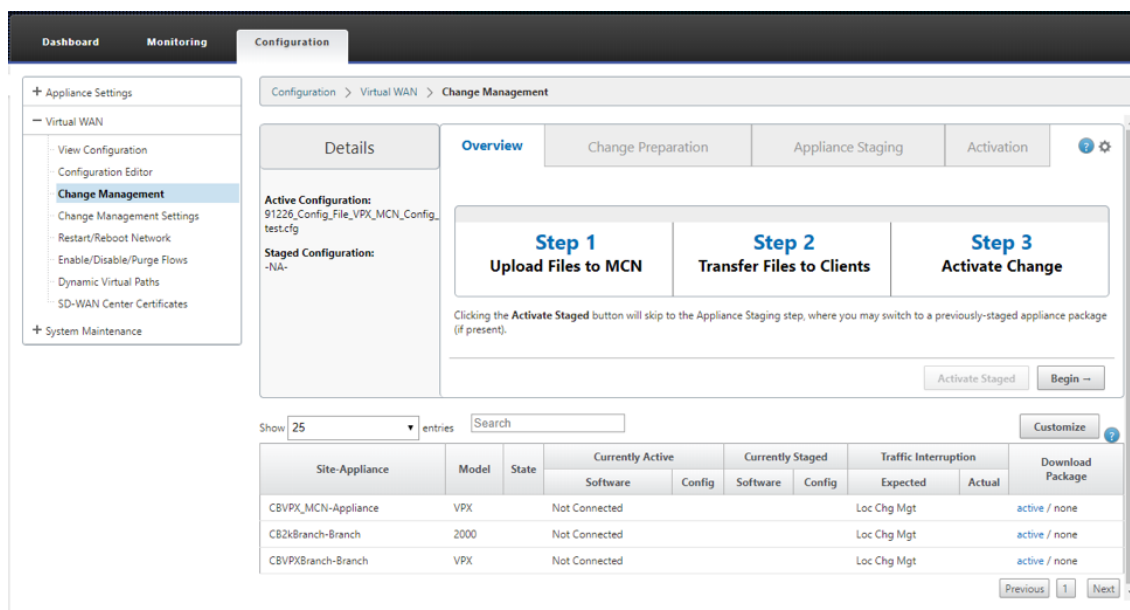 Dashboard Monitoring Configuration
+ Appliance Settings
− Virtual WAN
View Configuration
Configuration Editor
Change Management
Change Management Settings
Restart/Reboot Network
Enable/Disable/Purge Flows
Dynamic Virtual Paths
SD-WAN Center Certificates
+ System Maintenance
Configuration > Virtual WAN > Change Management
Details
Active Configuration:
91226_Config_File_VPX_MCN_Config_
test.cfg
Staged Configuration:
-NA-
Overview Change Preparation Appliance Staging Activation ?
Step 1
Upload Files to MCN
Step 2
Transfer Files to Clients
Step 3
Activate Change
Clicking the Activate Staged button will skip to the Appliance Staging step, where you may switch to a previously-staged appliance package
(if present).
Activate Staged Begin →
Show 25 entries Search Customize ?
Site-Appliance Model State Currently Active Currently Staged Traffic Interruption Download
Package
Software Config Software Config Expected Actual
CBVPX_MCN-Appliance VPX Not Connected Loc Chg Mgt active / none
CB2kBranch-Branch 2000 Not Connected Loc Chg Mgt active / none
CBVPXBranch-Branch VPX Not Connected Loc Chg Mgt active / none
Previous 1 Next